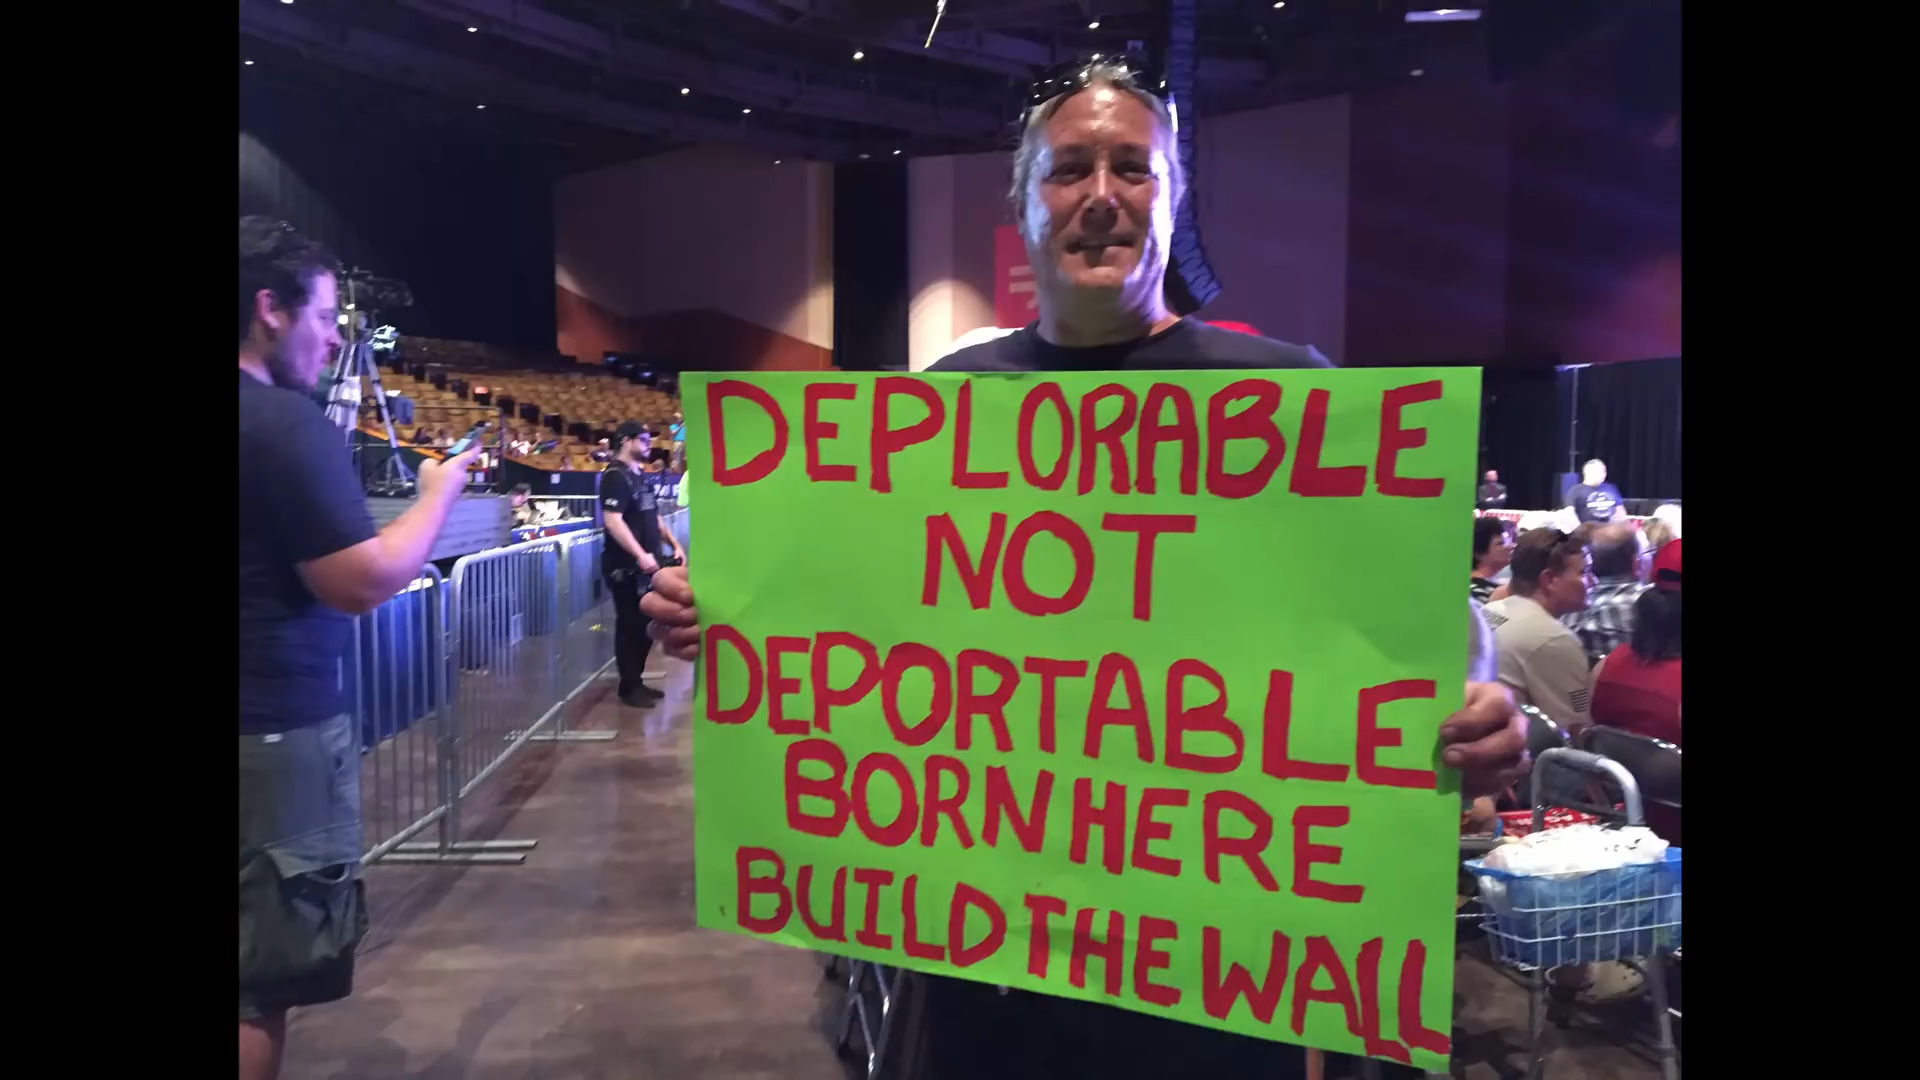 DEPLORABLE
NOT
DEPORTABLE
BORN HERE
BUILD THE WALL